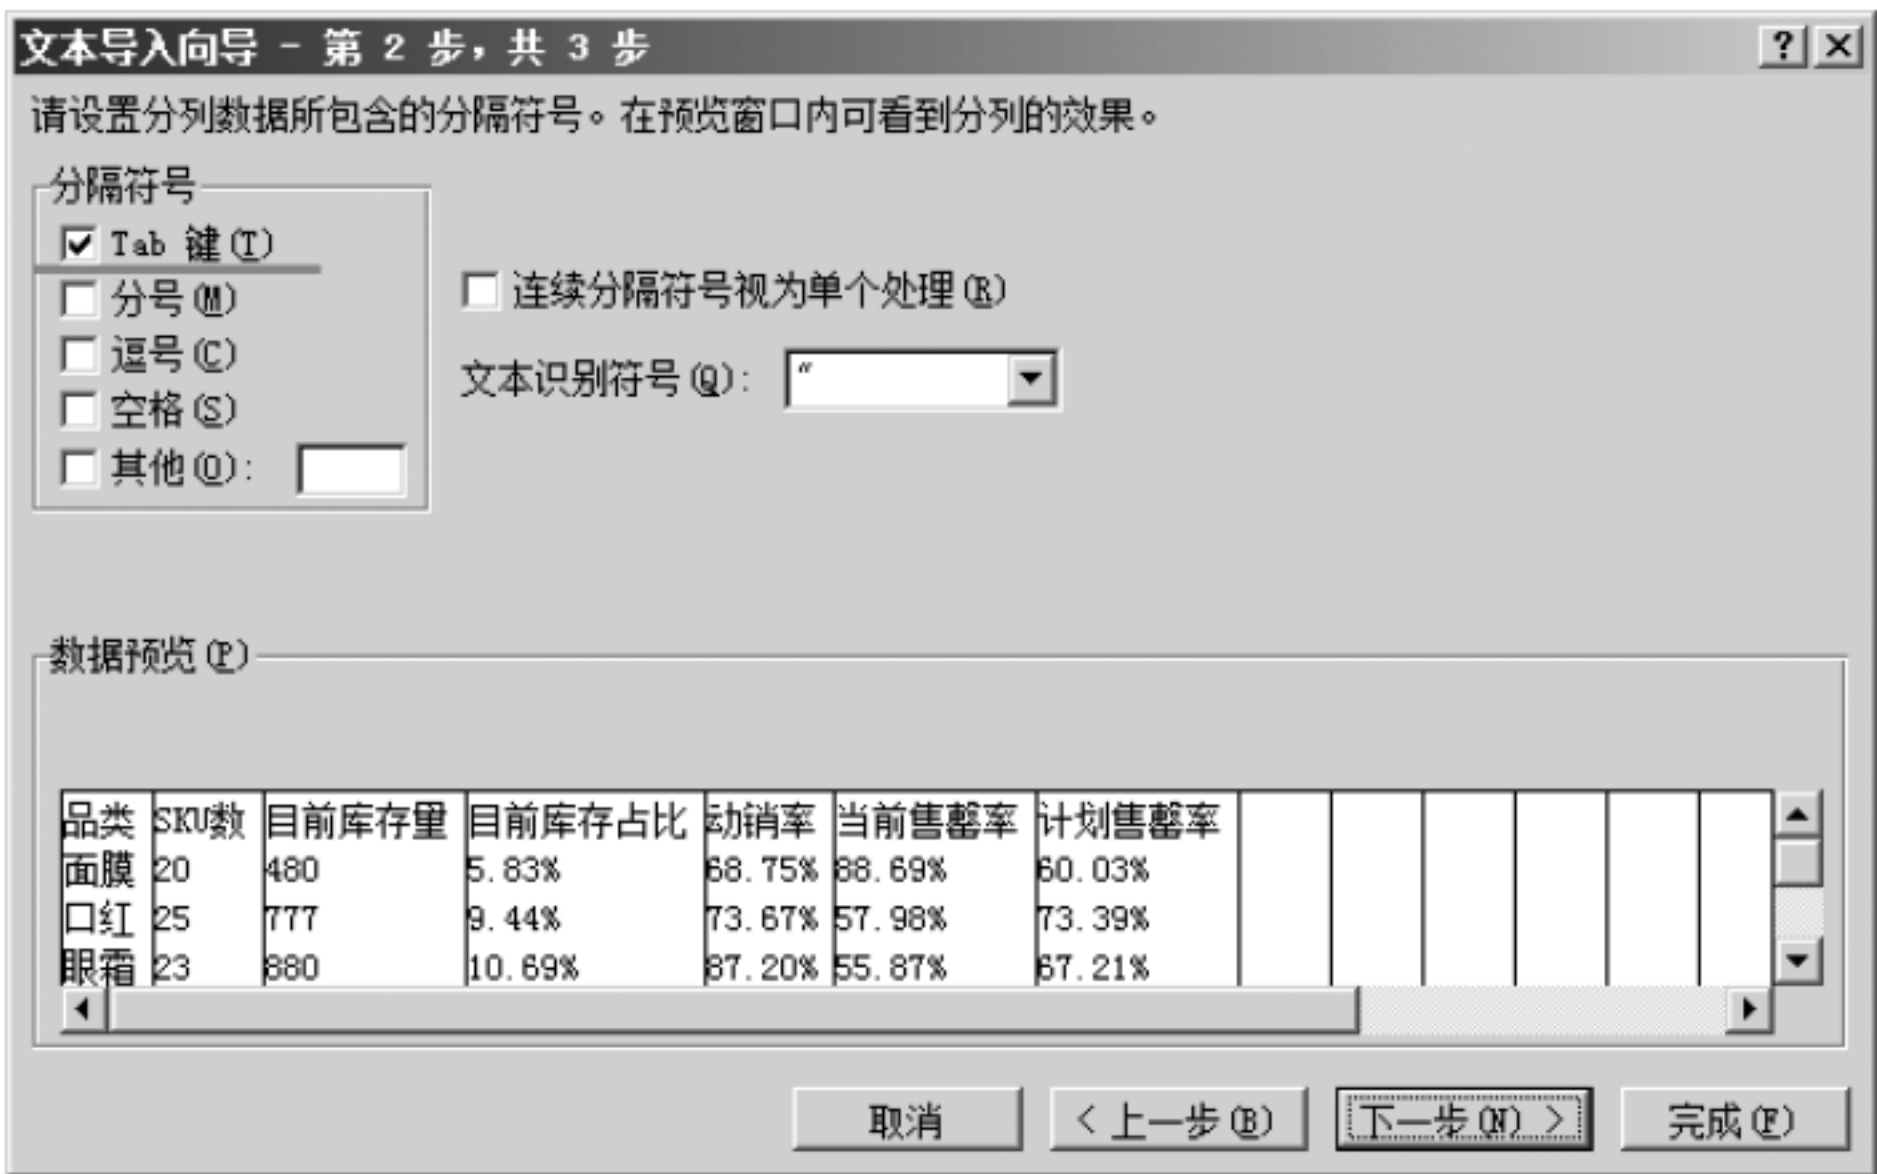 文本导入向导 - 第 2 步，共 3 步
请设置分列数据所包含的分隔符号。在预览窗口内可看到分列的效果。
分隔符号
Tab 键(T)
分号(M)
逗号(C)
空格(S)
其他(O)：
连续分隔符号视为单个处理(R)
文本识别符号(Q)： "
数据预览(P)
品类 SKU数 目前库存量 目前库存占比 动销率 当前售罄率 计划售罄率
面膜 20 480 5.83% 68.75% 88.69% 60.03%
口红 25 777 9.44% 73.67% 57.98% 73.39%
眼霜 23 880 10.69% 87.20% 55.87% 67.21%
取消 < 上一步(B) 下一步(N) > 完成(F)